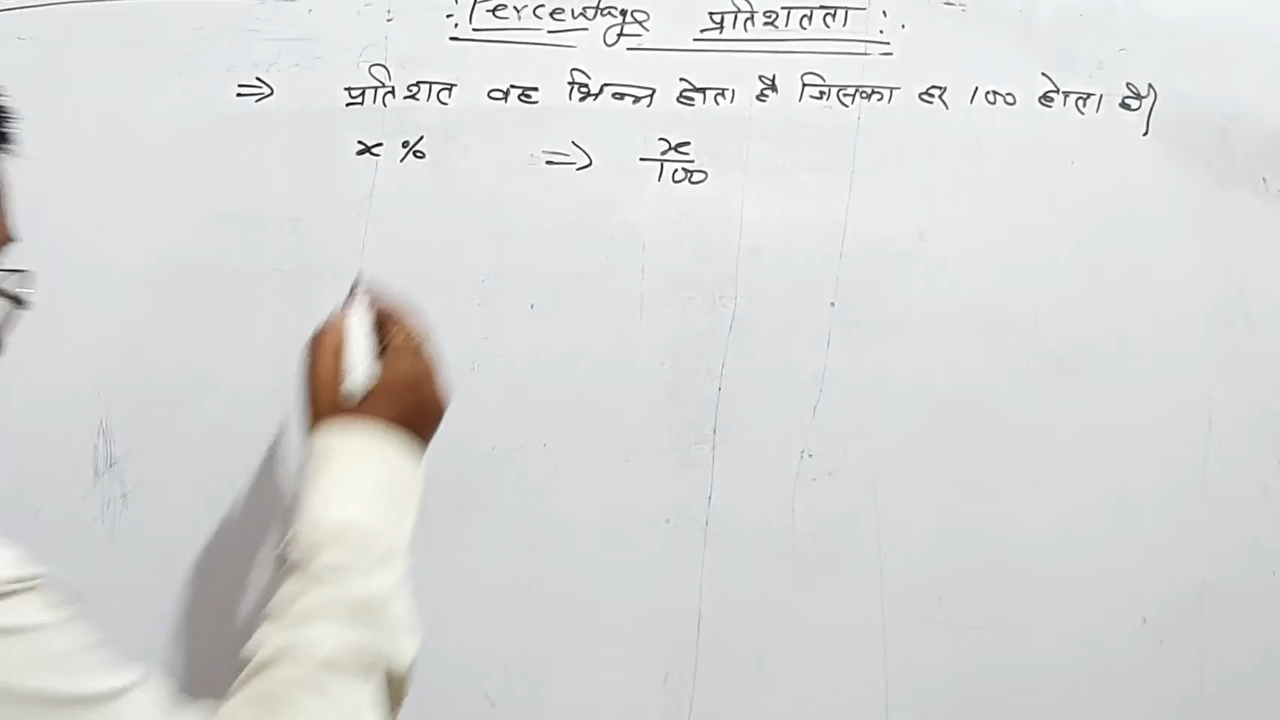 :Percentage प्रतिशतता :.
⇒ प्रतिशत वह भिन्न होता है जिसका हर 100 होता है|
x % ⇒ x/100